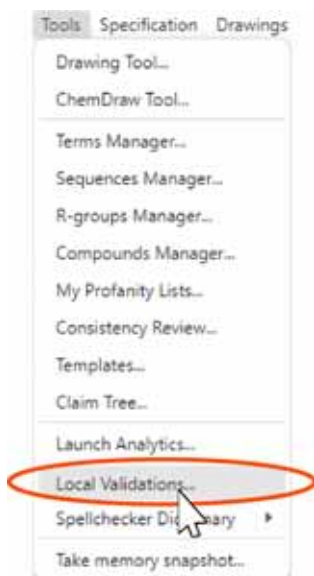 Tools Specification Drawings
Drawing Tool...
ChemDraw Tool...
Terms Manager...
Sequences Manager...
R-groups Manager...
Compounds Manager...
My Profanity Lists...
Consistency Review...
Templates...
Claim Tree...
Launch Analytics...
Local Validations...
Spellchecker
Take memory snapshot...